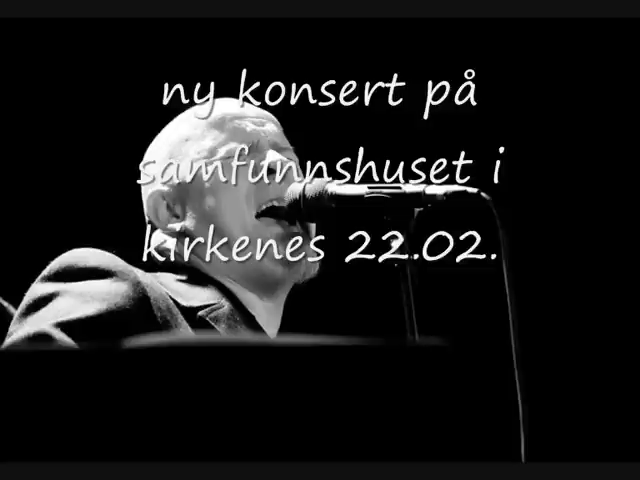 ny konsert på
samfunnshuset i
kirkenes 22.02.